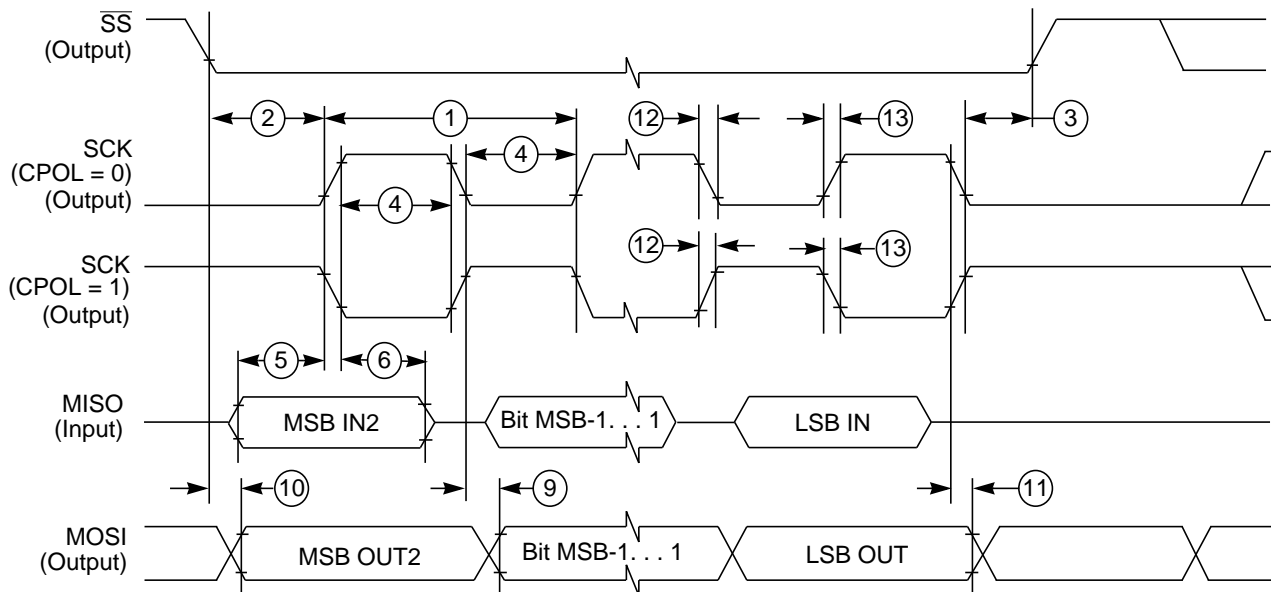 SS
(Output)
2
1
12
13
3
SCK
(CPOL = 0)
(Output)
4
4
12
13
SCK
(CPOL = 1)
(Output)
5
6
MISO
(Input)
MSB IN2
Bit MSB-1. . . 1
LSB IN
10
9
11
MOSI
(Output)
MSB OUT2
Bit MSB-1. . . 1
LSB OUT